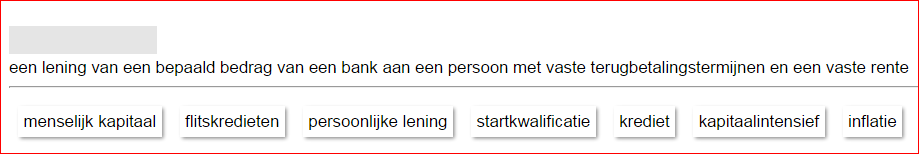 een lening van een bepaald bedrag van een bank aan een persoon met vaste terugbetalingstermijnen en een vaste rente
menselijk kapitaal flitskredieten persoonlijke lening startkwalificatie krediet kapitaalintensief inflatie